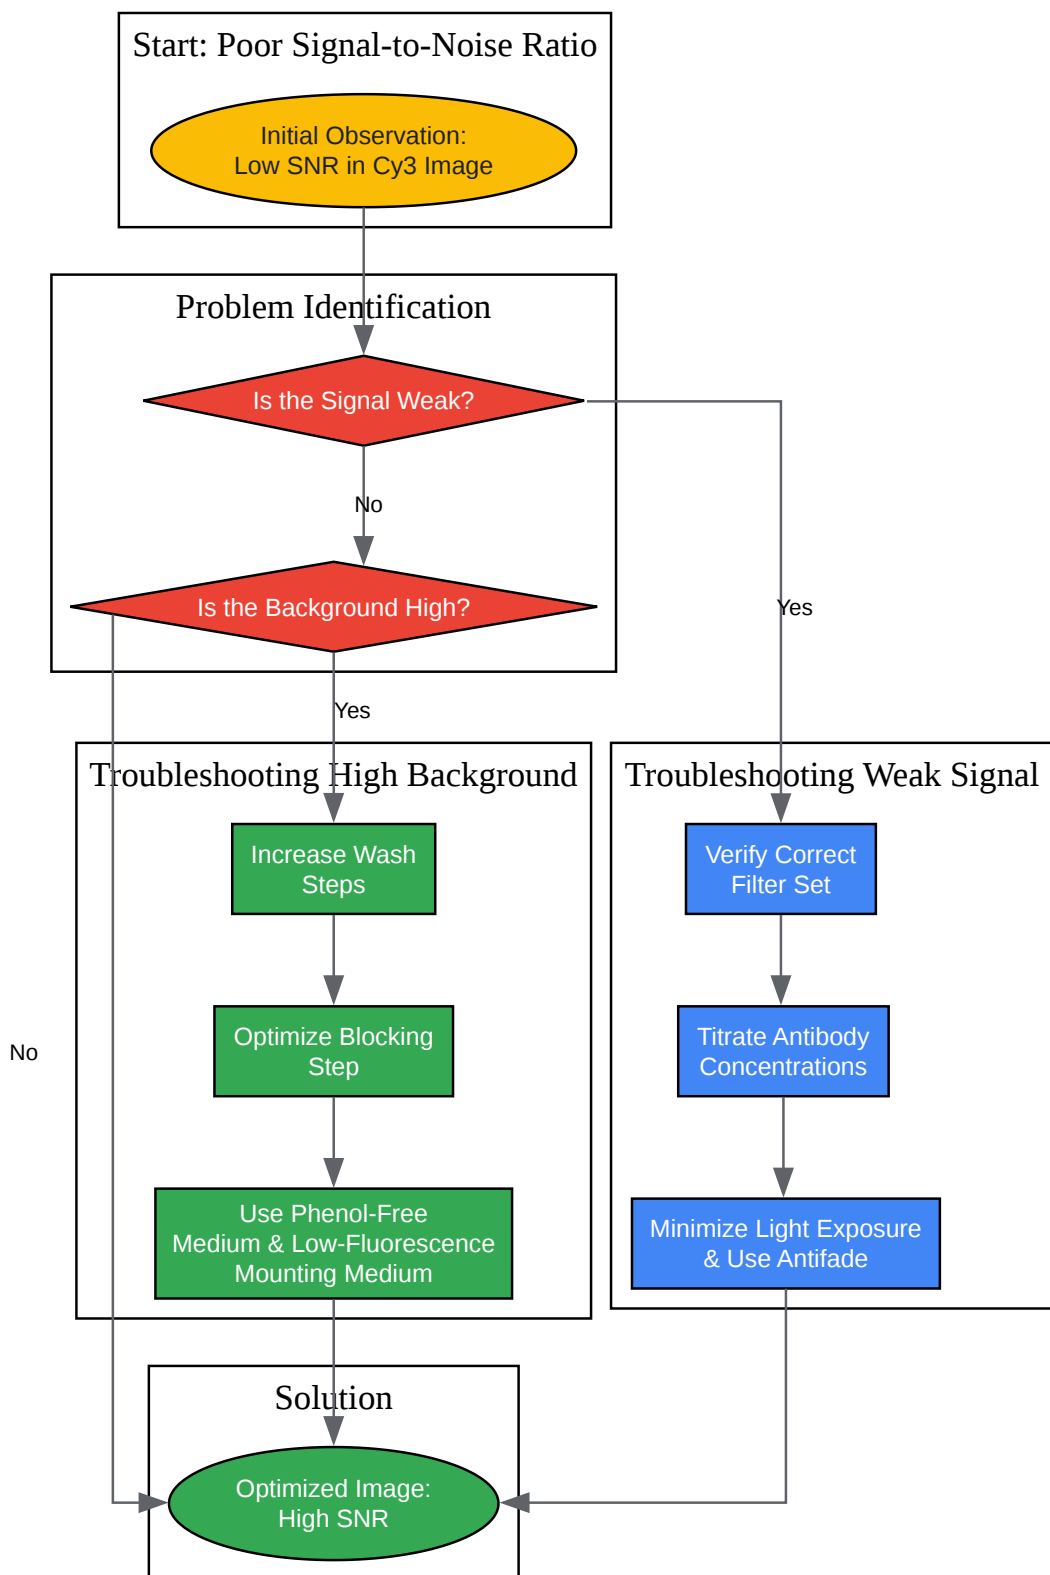 Start: Poor Signal-to-Noise Ratio
Initial Observation:
Low SNR in Cy3 Image
Problem Identification
Is the Signal Weak?
No
Is the Background High?
Yes
Yes
Troubleshooting High Background
Increase Wash
Steps
Optimize Blocking
Step
Use Phenol-Free
Medium & Low-Fluorescence
Mounting Medium
No
Troubleshooting Weak Signal
Verify Correct
Filter Set
Titrate Antibody
Concentrations
Minimize Light Exposure
& Use Antifade
Solution
Optimized Image:
High SNR